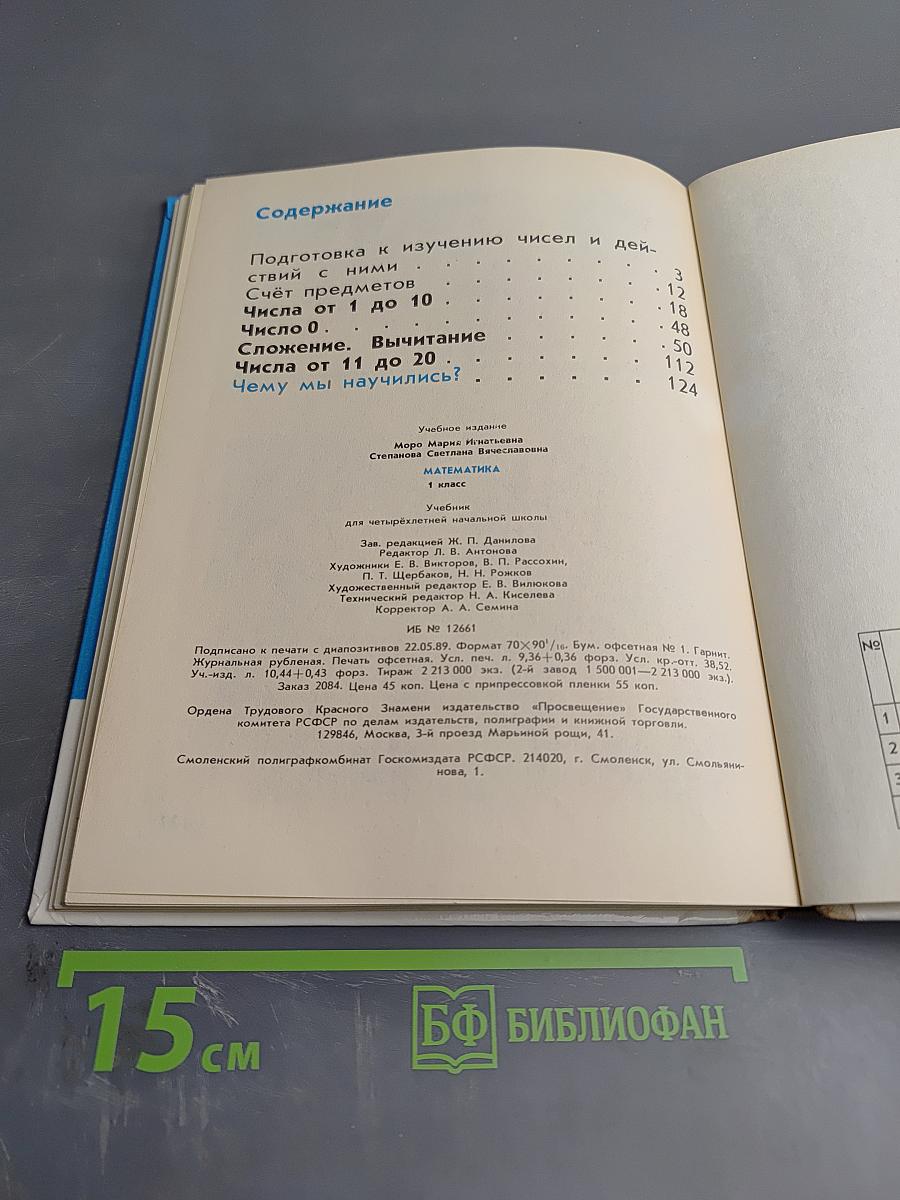 Содержание
Подготовка к изучению чисел и дей-
ствий с ними . . . . . . . . 3
Счёт предметов . . . . . . . 12
Числа от 1 до 10 . . . . . . . 18
Число 0 . . . . . . . . . . 48
Сложение. Вычитание . . . . . . 50
Числа от 11 до 20 . . . . . . . 112
Чему мы научились? . . . . . . 124
Учебное издание
Моро Мария Игнатьевна
Степанова Светлана Вячеславовна
МАТЕМАТИКА
1 класс
Учебник
для четырёхлетней начальной школы
Зав. редакцией Ж. П. Данилова
Редактор Л. В. Антонова
Художники Е. В. Викторов, В. П. Рассохин,
П. Т. Щербаков, Н. Н. Рожков
Художественный редактор Е. В. Вилюкова
Технический редактор Н. А. Киселева
Корректор А. А. Семина
ИБ № 12661
Подписано к печати с диапозитивов 22.05.89. Формат 70×90¹/₁₆. Бум. офсетная № 1. Гарнит.
Журнальная рубленая. Печать офсетная. Усл. печ. л. 9,36+0,36 форз. Усл. кр.-отт. 38,52.
Уч.-изд. л. 10,44+0,43 форз. Тираж 2 213 000 экз. (2-й завод 1 500 001—2 213 000 экз.).
Заказ 2084. Цена 45 коп. Цена с припрессовкой пленки 55 коп.
Ордена Трудового Красного Знамени издательство «Просвещение» Государственного
комитета РСФСР по делам издательств, полиграфии и книжной торговли.
129846, Москва, 3-й проезд Марьиной рощи, 41.
Смоленский полиграфкомбинат Госкомиздата РСФСР. 214020, г. Смоленск, ул. Смольяни-
нова, 1.
№
1
2
3
15 см
БФ БИБЛИОФАН